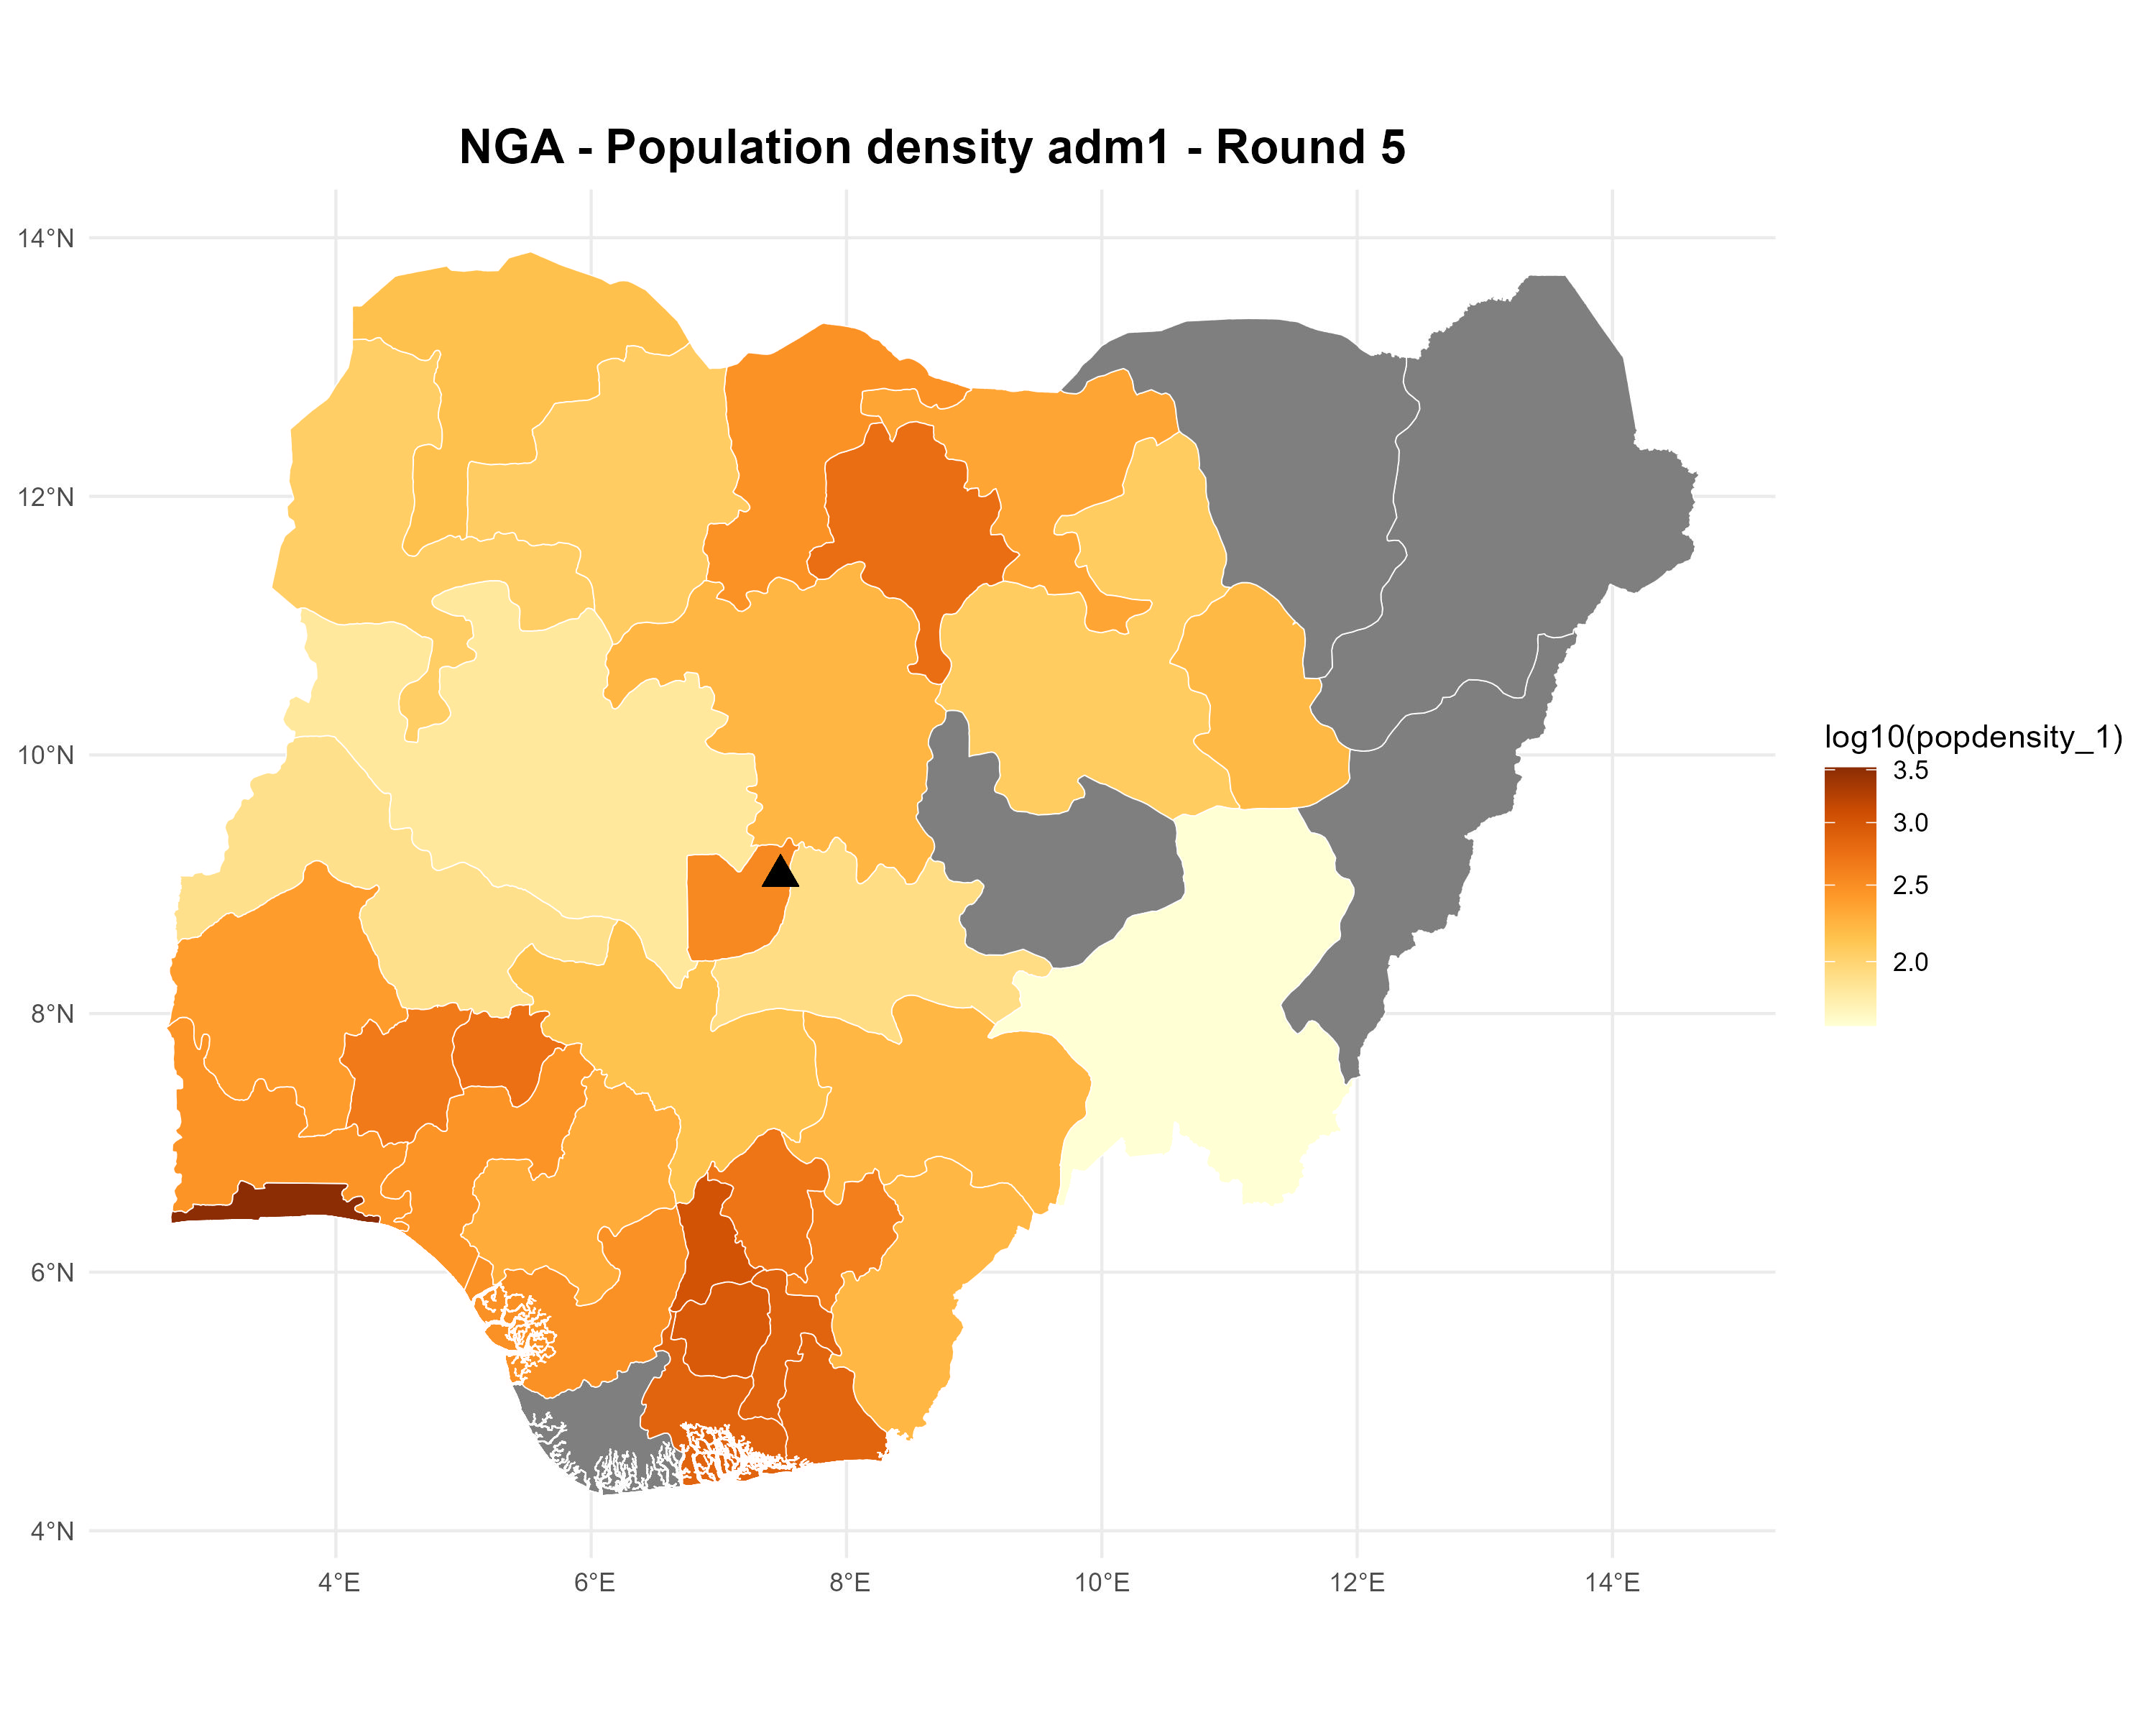 NGA - Population density adm1 - Round 5
14°N
12°N
10°N
8°N
6°N
4°N
4°E
6°E
8°E
10°E
12°E
14°E
log10(popdensity_1)
3.5
3.0
2.5
2.0